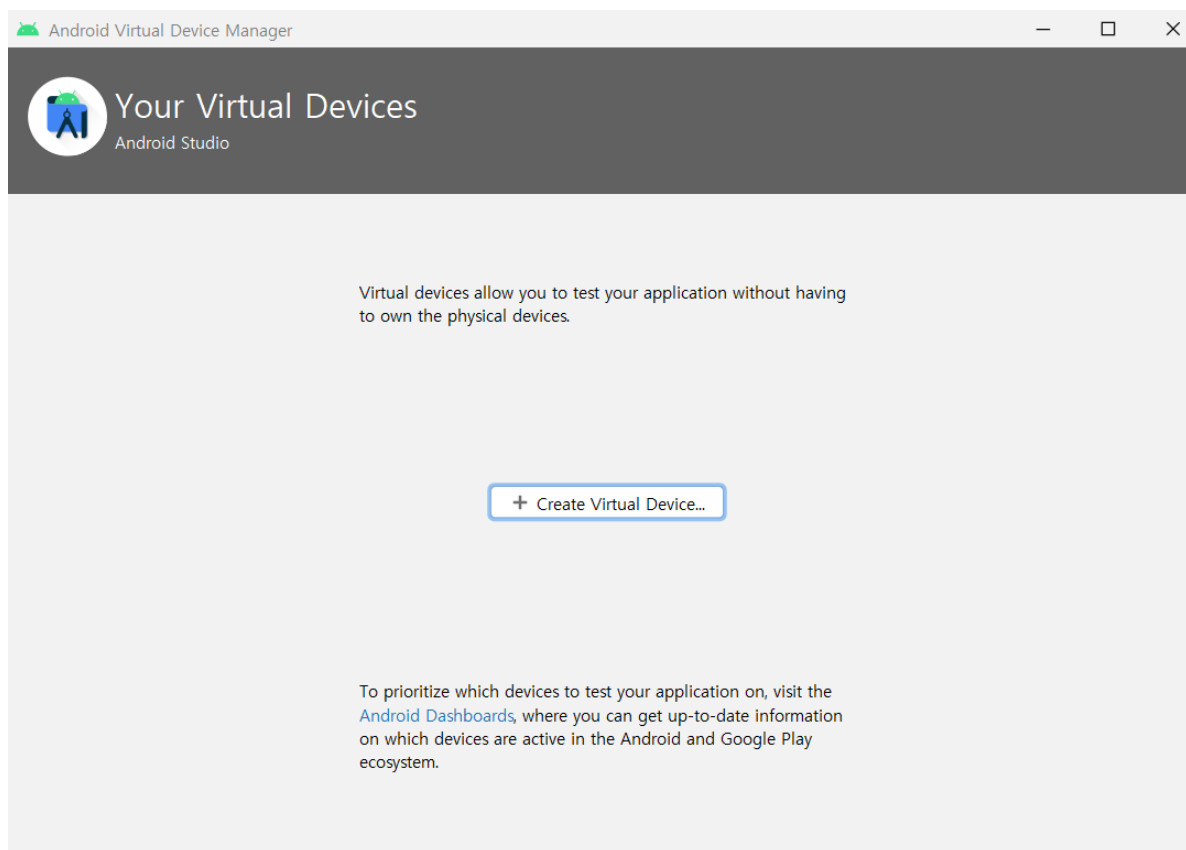 Android Virtual Device Manager
Your Virtual Devices
Android Studio
Virtual devices allow you to test your application without having
to own the physical devices.
+ Create Virtual Device...
To prioritize which devices to test your application on, visit the
Android Dashboards, where you can get up-to-date information
on which devices are active in the Android and Google Play
ecosystem.